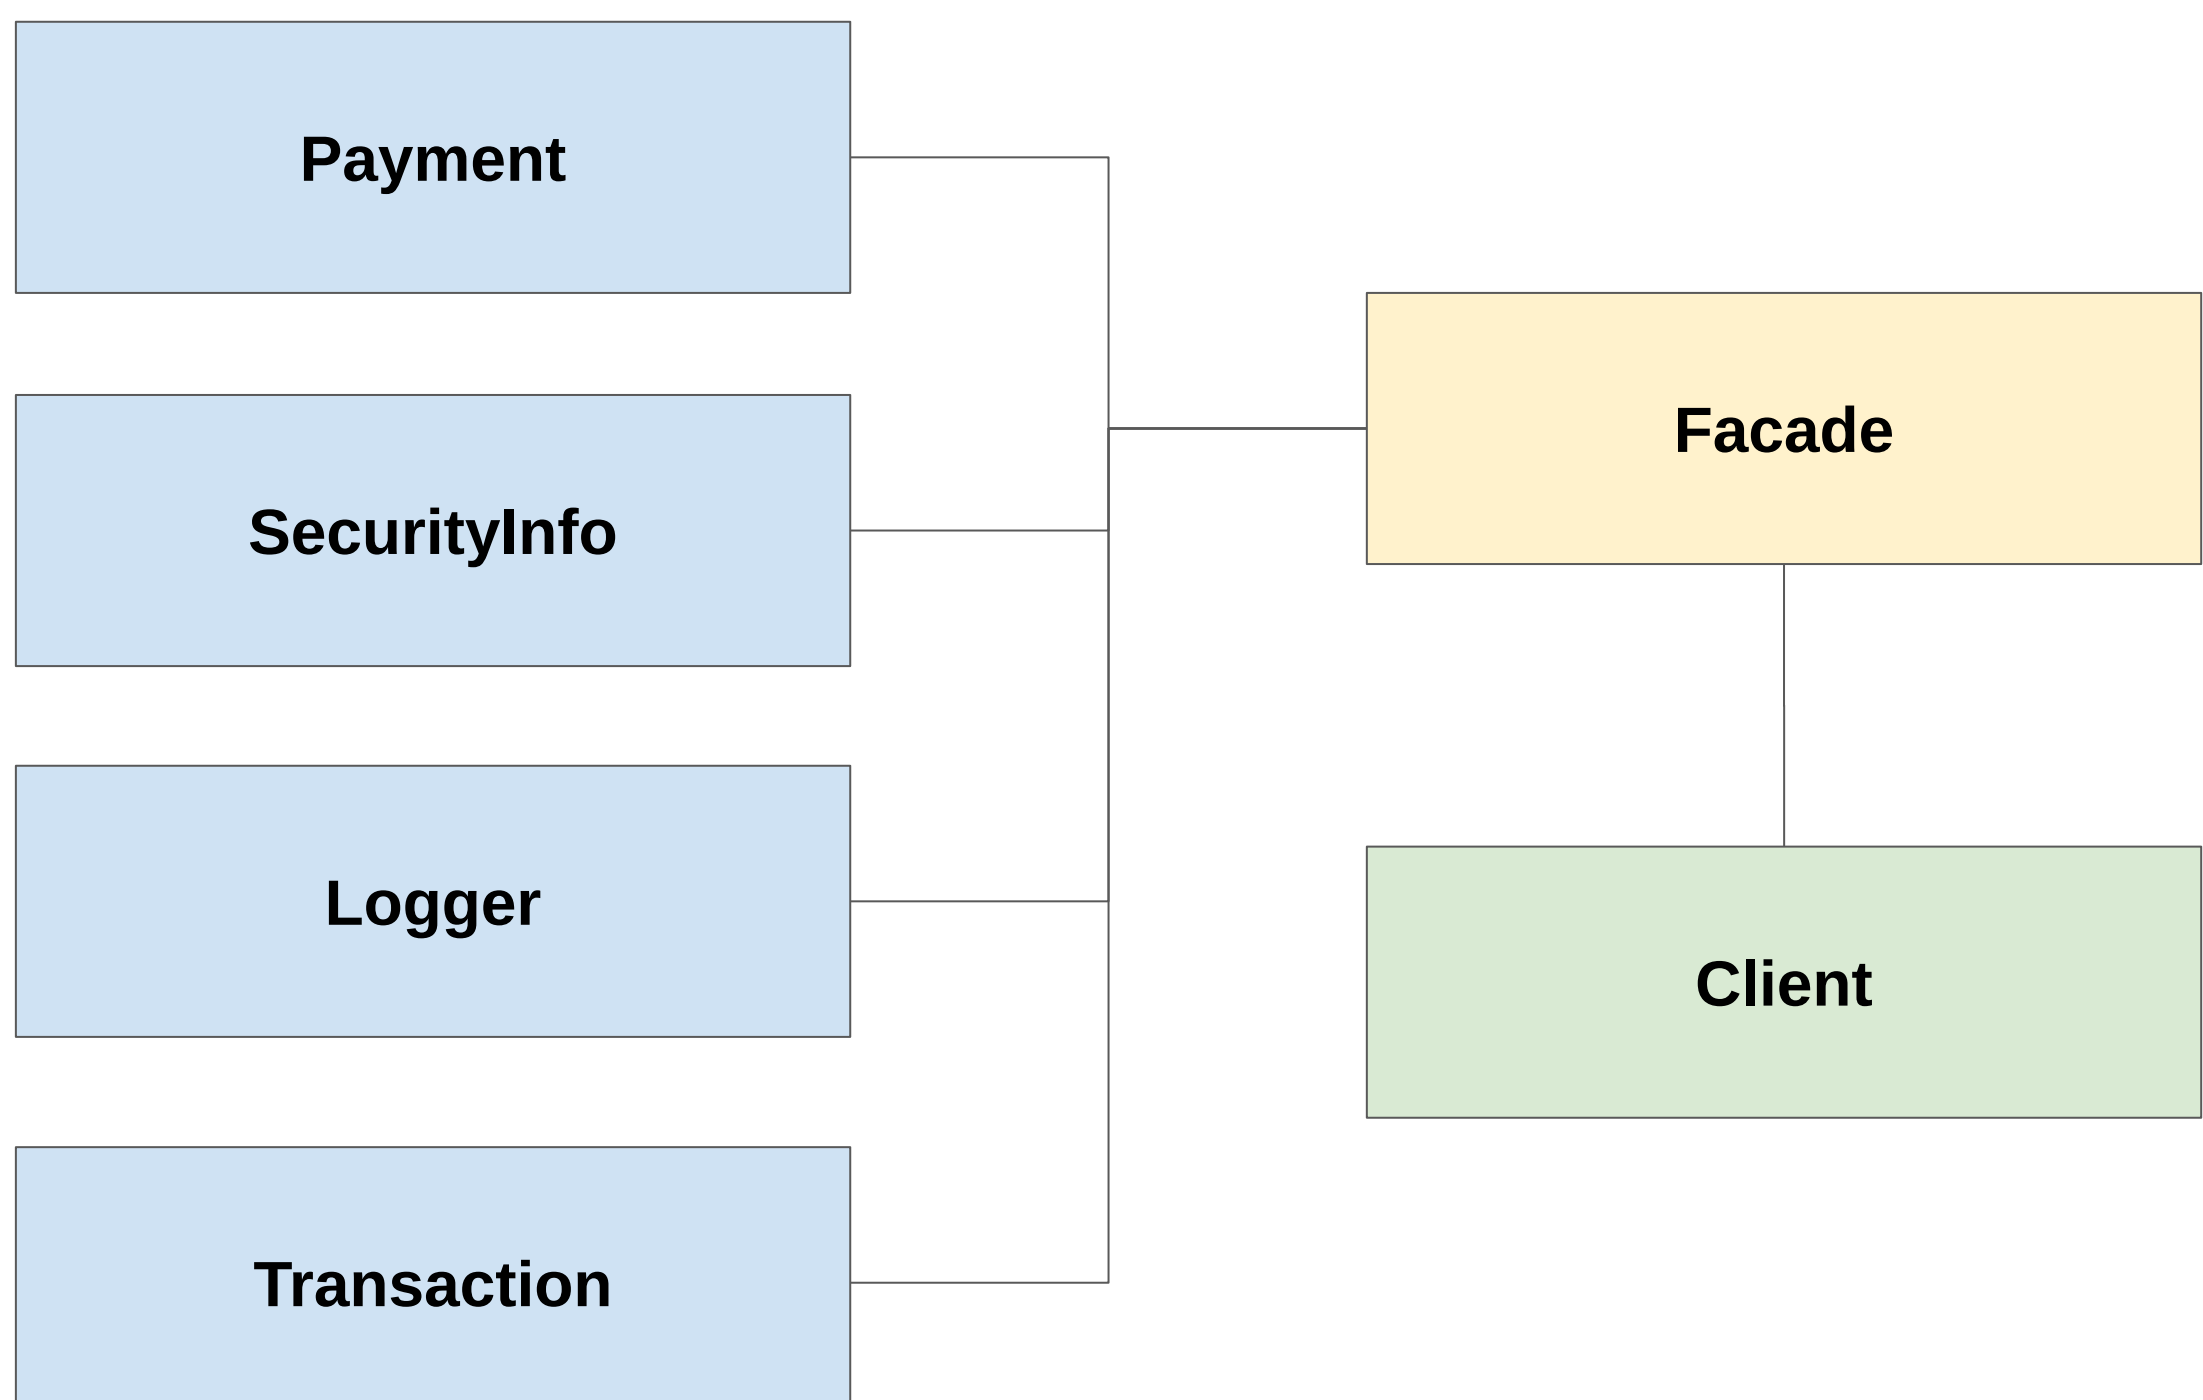 Payment
SecurityInfo
Logger
Transaction
Facade
Client